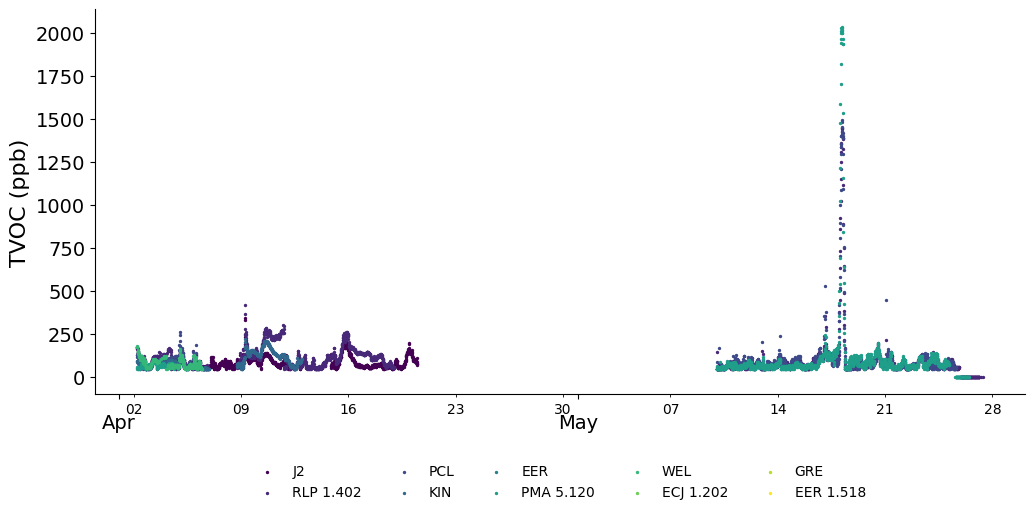 TVOC (ppb)
2000
1750
1500
1250
1000
750
500
250
0
02 09 16 23 30 07 14 21 28
Apr May
J2 PCL EER WEL GRE
RLP 1.402 KIN PMA 5.120 ECJ 1.202 EER 1.518